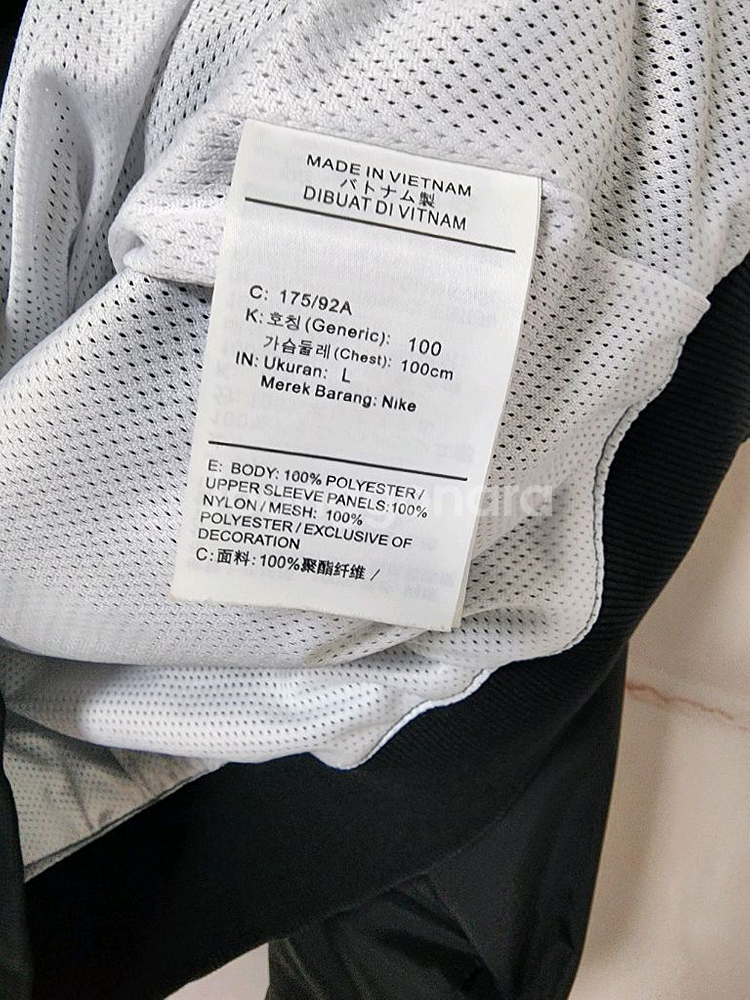 MADE IN VIETNAM
バトナム製
DIBUAT DI VITNAM
C: 175/92A
K: 호칭 (Generic): 100
가슴둘레 (Chest): 100cm
IN: Ukuran: L
Merek Barang: Nike
E: BODY: 100% POLYESTER /
UPPER SLEEVE PANELS:100%
NYLON / MESH: 100%
POLYESTER / EXCLUSIVE OF
DECORATION
C: 面料: 100%聚酯纤维 /